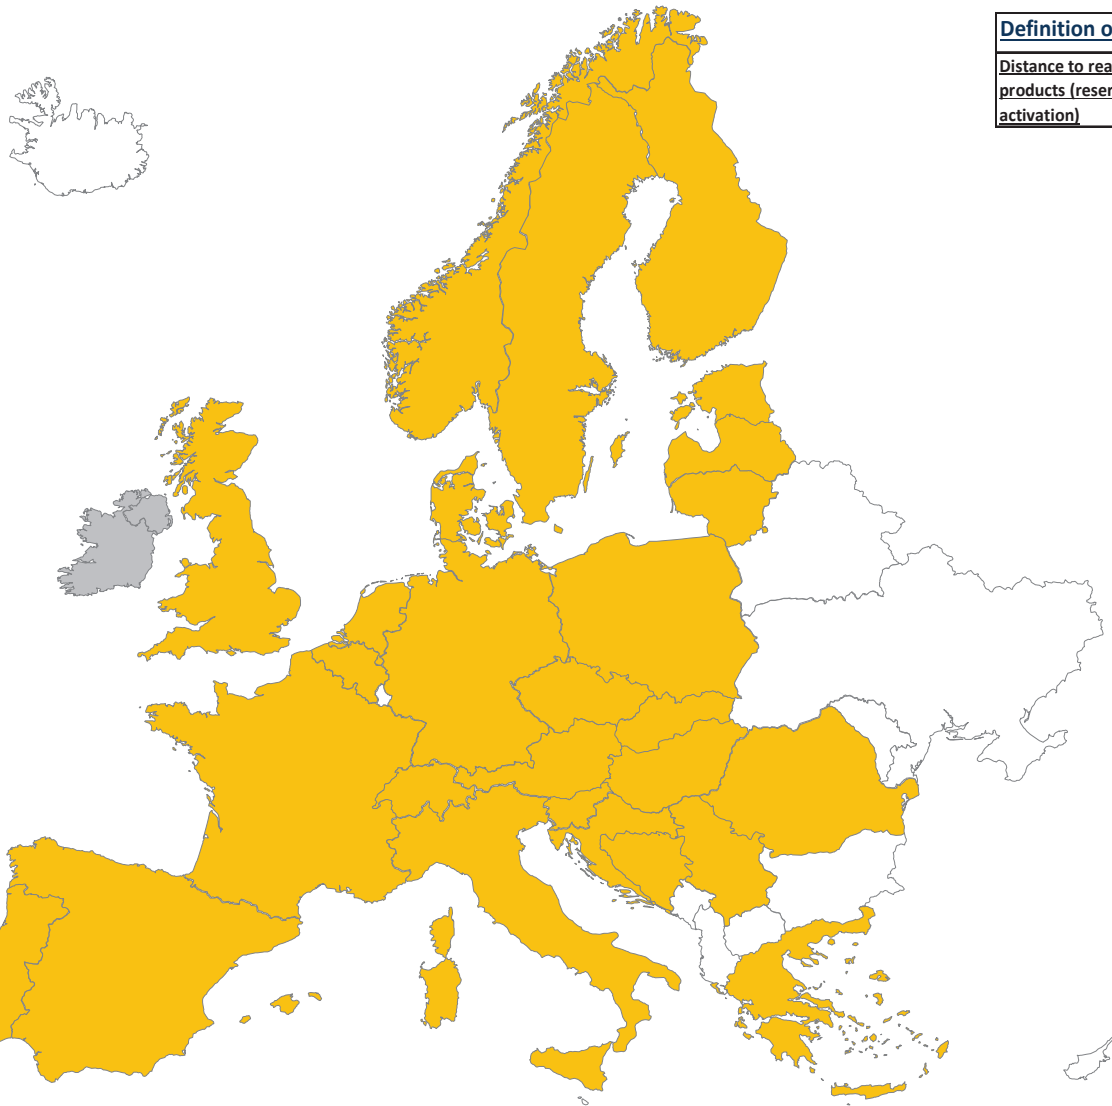 Definition o
Distance to rea
products (reser
activation)